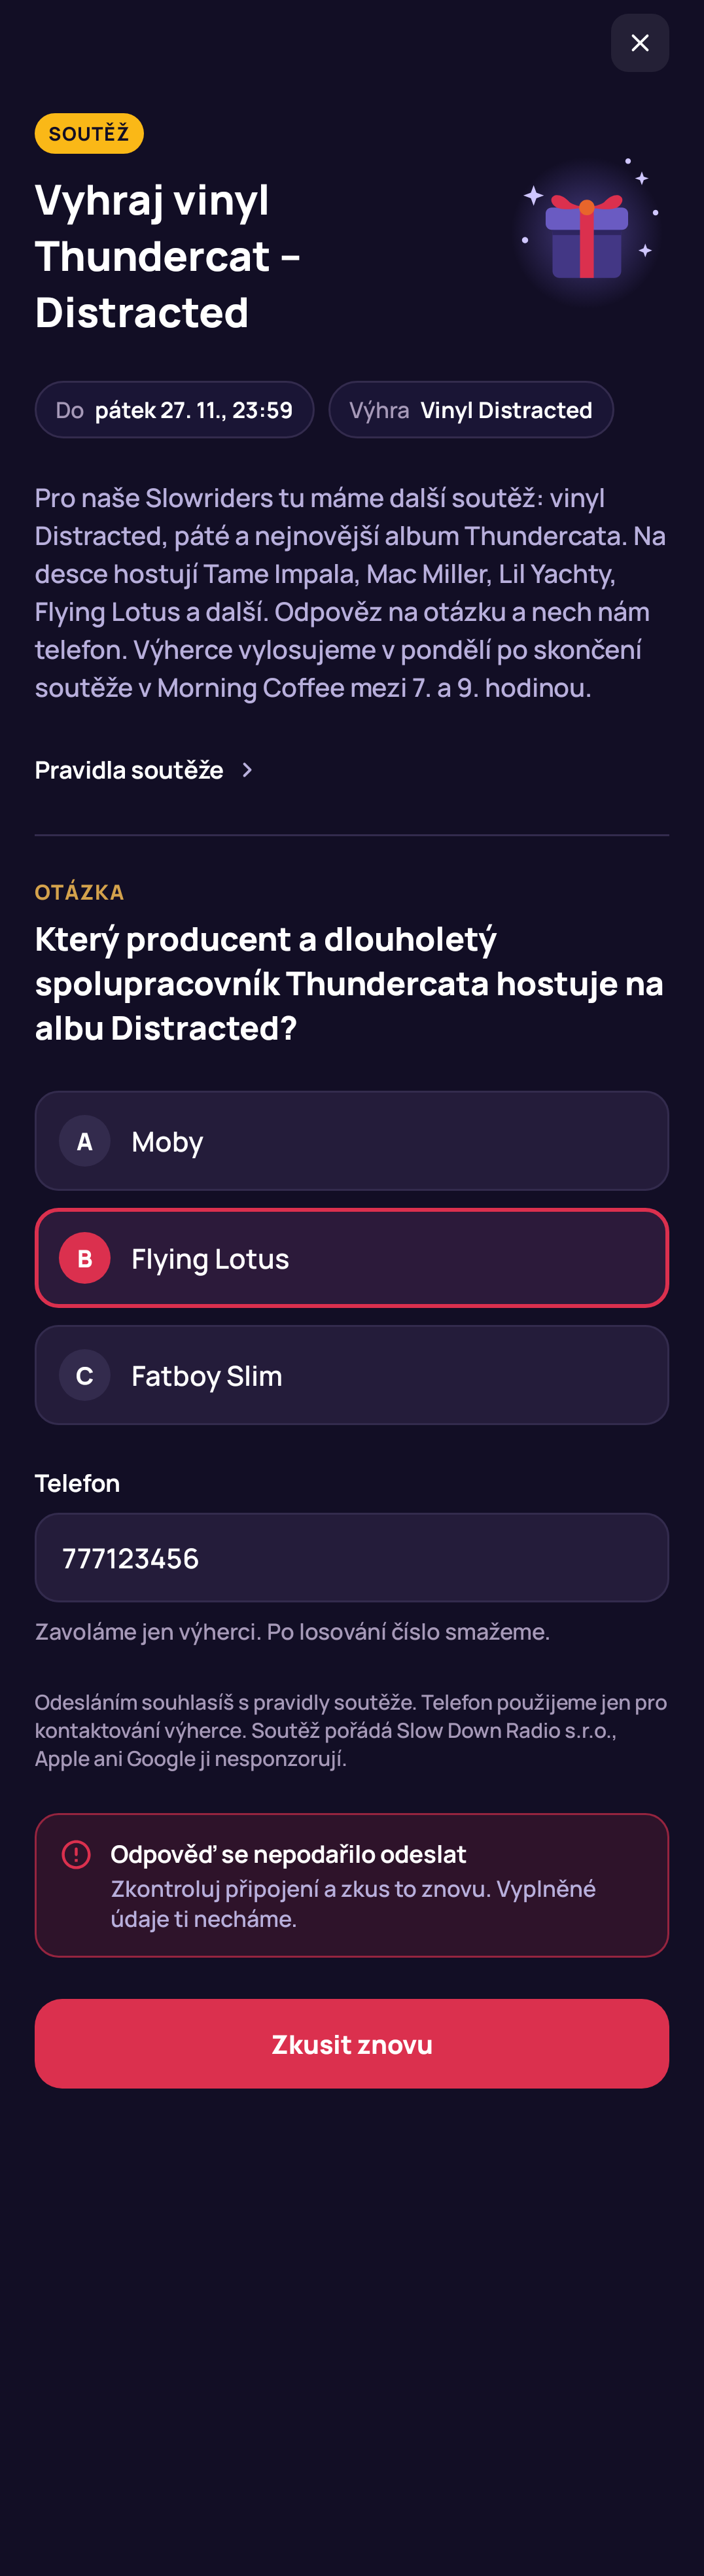 SOUTĚŽ
Vyhraj vinyl
Thundercat –
Distracted
Do pátek 27. 11., 23:59
Výhra Vinyl Distracted
Pro naše Slowriders tu máme další soutěž: vinyl
Distracted, páté a nejnovější album Thundercata. Na
desce hostují Tame Impala, Mac Miller, Lil Yachty,
Flying Lotus a další. Odpověz na otázku a nech nám
telefon. Výherce vylosujeme v pondělí po skončení
soutěže v Morning Coffee mezi 7. a 9. hodinou.
Pravidla soutěže
OTÁZKA
Který producent a dlouholetý
spolupracovník Thundercata hostuje na
albu Distracted?
A Moby
B Flying Lotus
C Fatboy Slim
Telefon
777123456
Zavoláme jen výherci. Po losování číslo smažeme.
Odesláním souhlasíš s pravidly soutěže. Telefon použijeme jen pro
kontaktování výherce. Soutěž pořádá Slow Down Radio s.r.o.,
Apple ani Google ji nesponzorují.
Odpověď se nepodařilo odeslat
Zkontroluj připojení a zkus to znovu. Vyplněné
údaje ti necháme.
Zkusit znovu